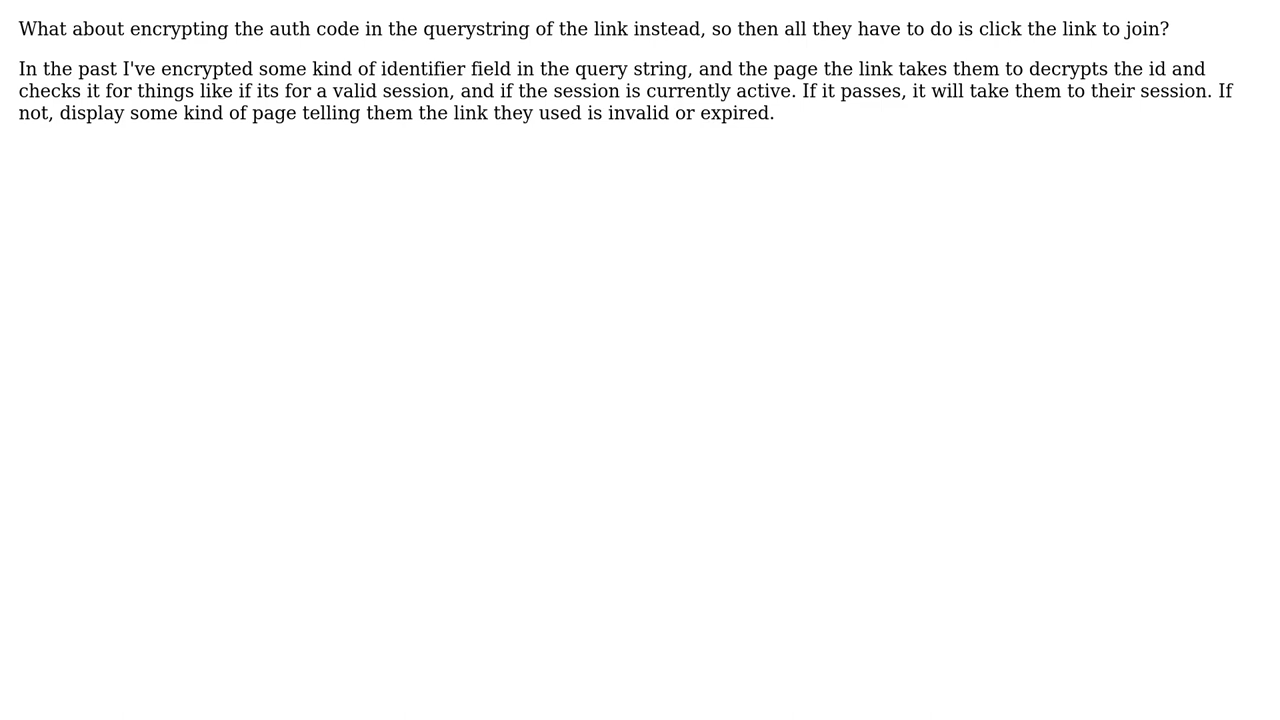 What about encrypting the auth code in the querystring of the link instead, so then all they have to do is click the link to join?
In the past I've encrypted some kind of identifier field in the query string, and the page the link takes them to decrypts the id and
checks it for things like if its for a valid session, and if the session is currently active. If it passes, it will take them to their session. If
not, display some kind of page telling them the link they used is invalid or expired.